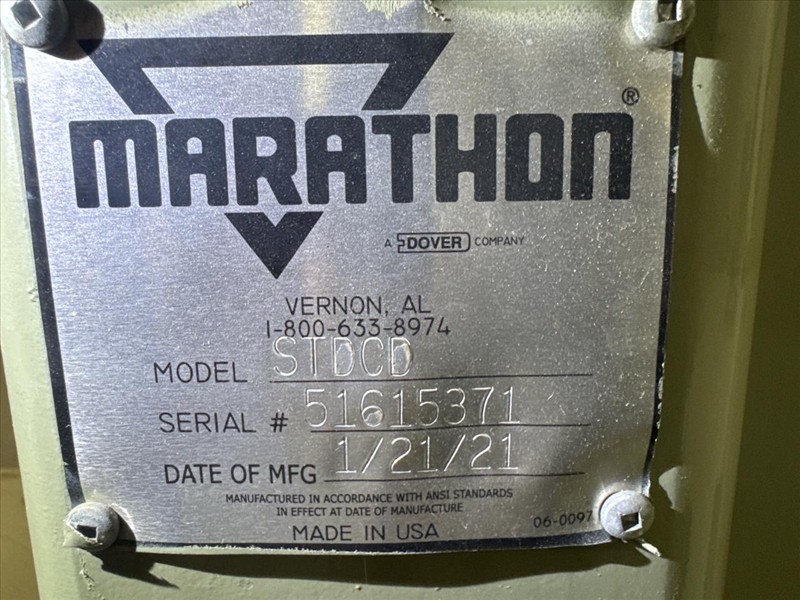 MARATHON®
A DOVER COMPANY
VERNON, AL
1-800-633-8974
MODEL STDCD
SERIAL # 51615371
DATE OF MFG 1/21/21
MANUFACTURED IN ACCORDANCE WITH ANSI STANDARDS
IN EFFECT AT DATE OF MANUFACTURE
MADE IN USA
06-0097